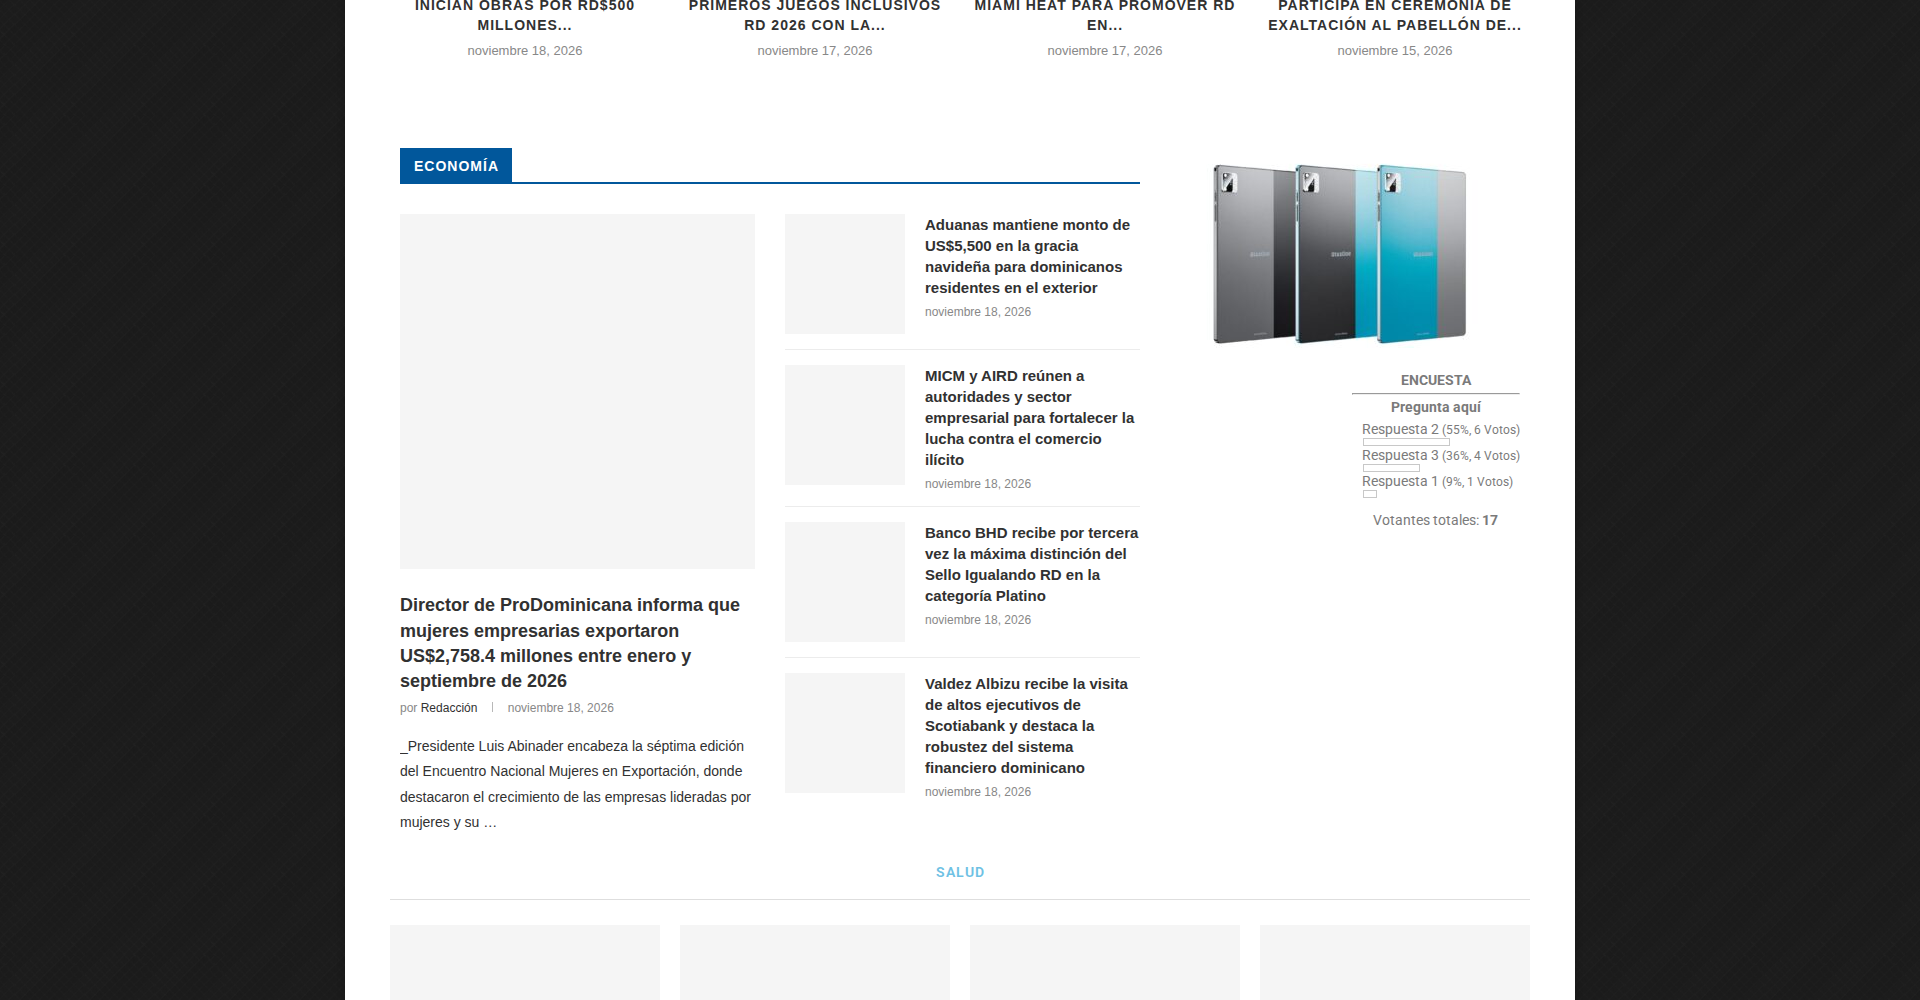 INICIAN OBRAS POR RD$500
MILLONES...
noviembre 18, 2026
PRIMEROS JUEGOS INCLUSIVOS
RD 2026 CON LA...
noviembre 17, 2026
MIAMI HEAT PARA PROMOVER RD
EN...
noviembre 17, 2026
PARTICIPA EN CEREMONIA DE
EXALTACIÓN AL PABELLÓN DE...
noviembre 15, 2026
ECONOMÍA
Director de ProDominicana informa que
mujeres empresarias exportaron
US$2,758.4 millones entre enero y
septiembre de 2026
por Redacción
noviembre 18, 2026
_Presidente Luis Abinader encabeza la séptima edición
del Encuentro Nacional Mujeres en Exportación, donde
destacaron el crecimiento de las empresas lideradas por
mujeres y su …
Aduanas mantiene monto de
US$5,500 en la gracia
navideña para dominicanos
residentes en el exterior
noviembre 18, 2026
MICM y AIRD reúnen a
autoridades y sector
empresarial para fortalecer la
lucha contra el comercio
ilícito
noviembre 18, 2026
Banco BHD recibe por tercera
vez la máxima distinción del
Sello Igualando RD en la
categoría Platino
noviembre 18, 2026
Valdez Albizu recibe la visita
de altos ejecutivos de
Scotiabank y destaca la
robustez del sistema
financiero dominicano
noviembre 18, 2026
ENCUESTA
Pregunta aquí
Respuesta 2 (55%, 6 Votos)
Respuesta 3 (36%, 4 Votos)
Respuesta 1 (9%, 1 Votos)
Votantes totales: 17
SALUD